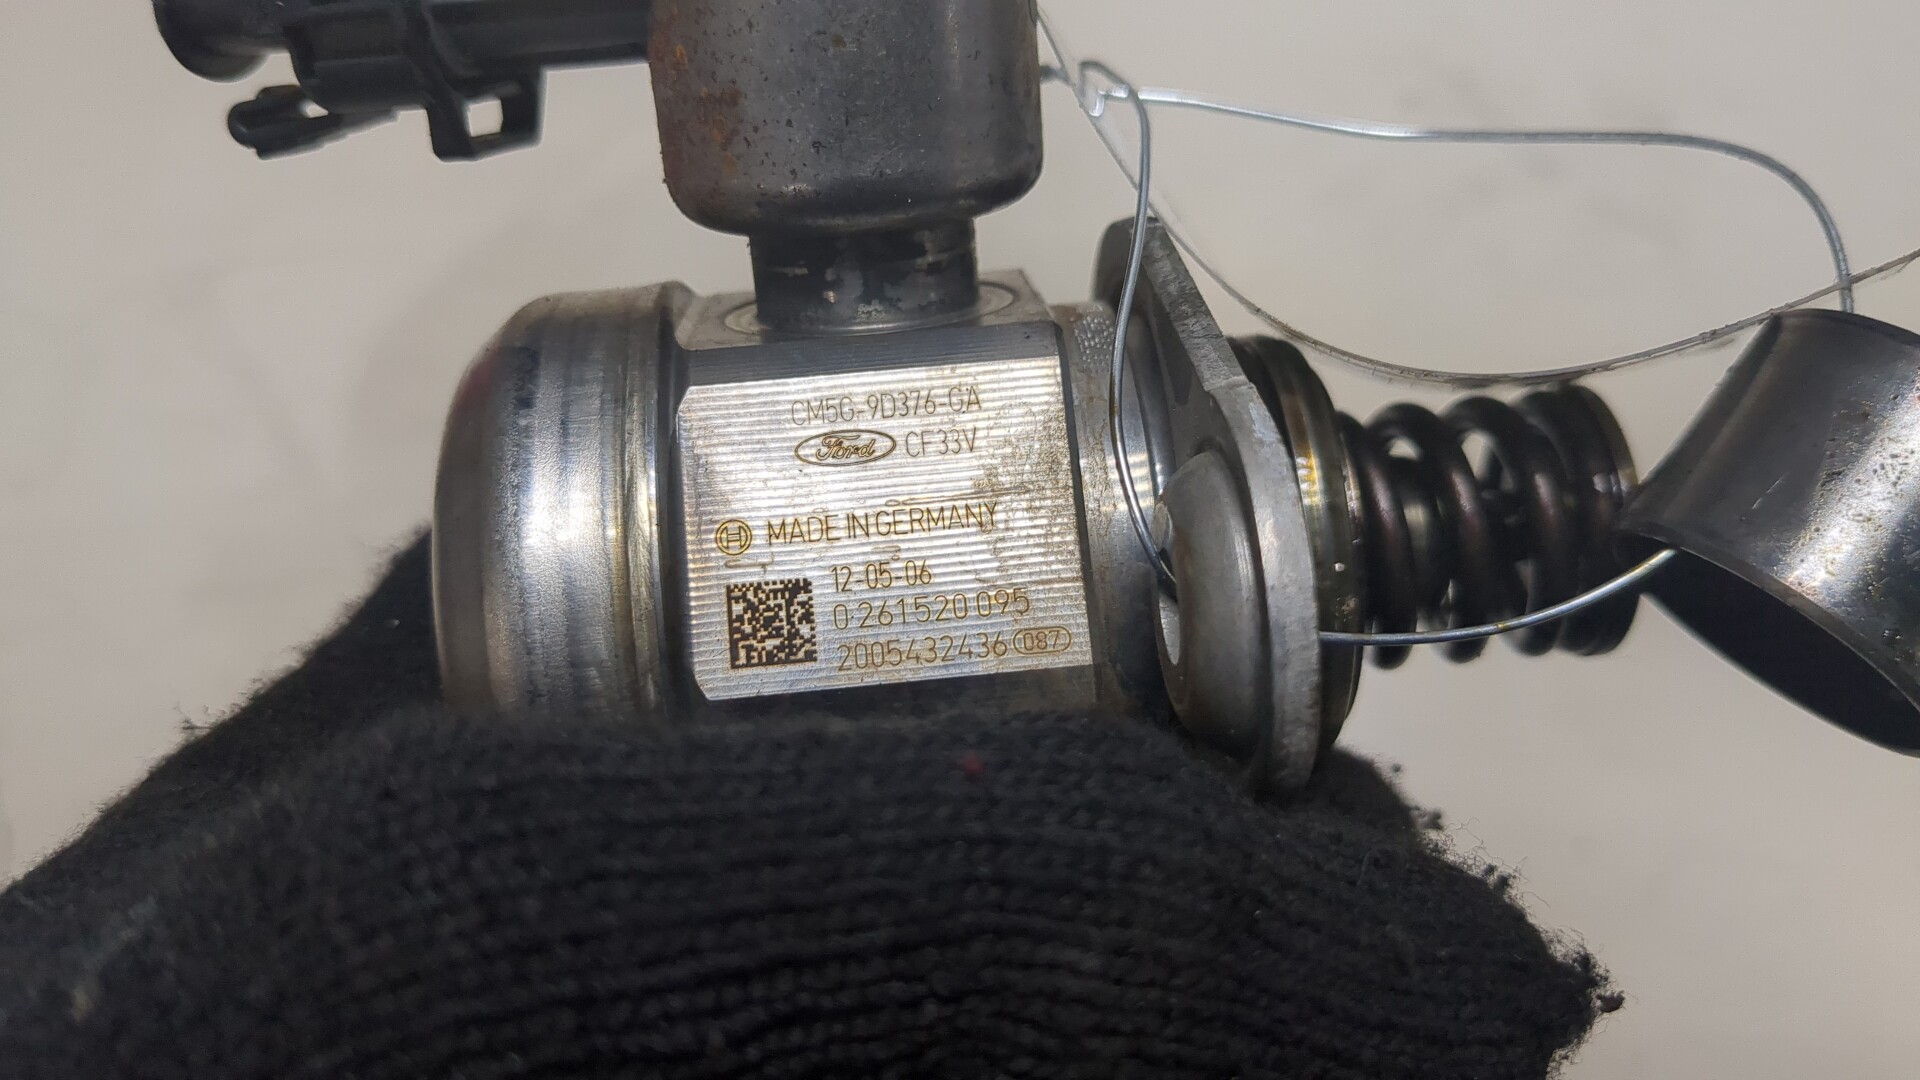 CM5G-9D376-GA
Ford CF33V
MADE IN GERMANY
12-05-06
0 261 520 095
2005432436 087